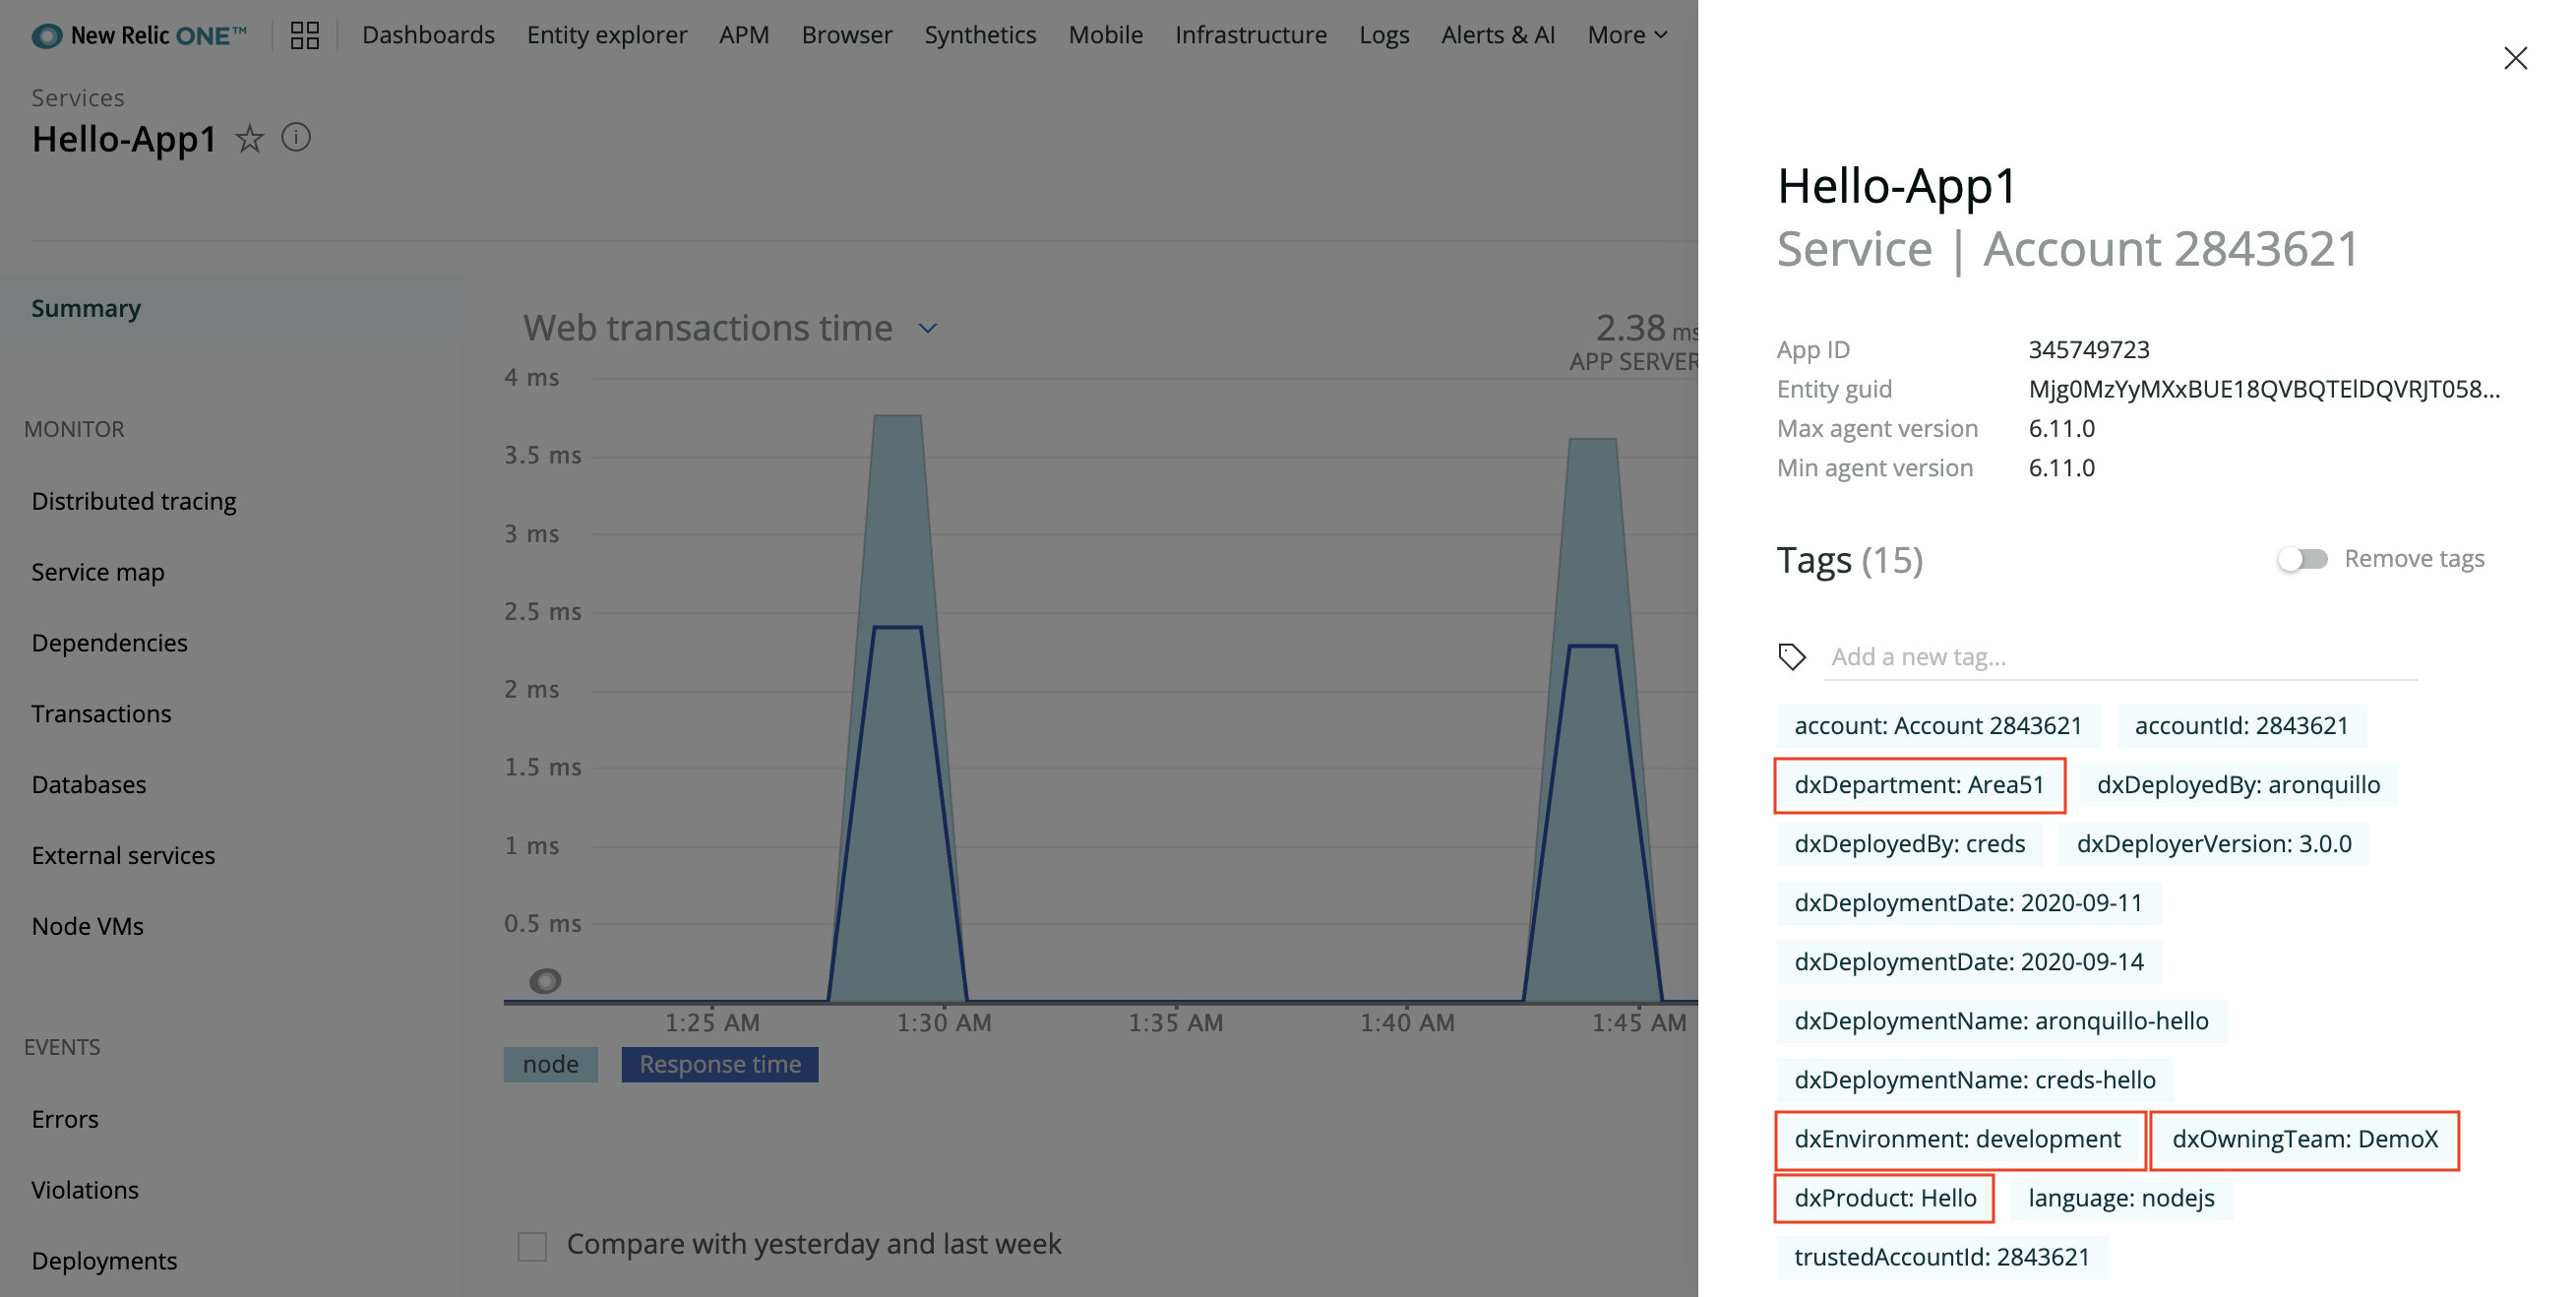 New Relic ONE™
Dashboards Entity explorer APM Browser Synthetics Mobile Infrastructure Logs Alerts & AI More
Services
Hello-App1
Summary
MONITOR
Distributed tracing
Service map
Dependencies
Transactions
Databases
External services
Node VMs
EVENTS
Errors
Violations
Deployments
Web transactions time
2.38 ms
APP SERVER
4 ms
3.5 ms
3 ms
2.5 ms
2 ms
1.5 ms
1 ms
0.5 ms
1:25 AM 1:30 AM 1:35 AM 1:40 AM 1:45 AM
node Response time
Compare with yesterday and last week
Hello-App1
Service | Account 2843621
App ID 345749723
Entity guid Mjg0MzYyMXxBUE18QVBQTElDQVRJT058...
Max agent version 6.11.0
Min agent version 6.11.0
Tags (15) Remove tags
Add a new tag...
account: Account 2843621 accountId: 2843621
dxDepartment: Area51 dxDeployedBy: aronquillo
dxDeployedBy: creds dxDeployerVersion: 3.0.0
dxDeploymentDate: 2020-09-11
dxDeploymentDate: 2020-09-14
dxDeploymentName: aronquillo-hello
dxDeploymentName: creds-hello
dxEnvironment: development dxOwningTeam: DemoX
dxProduct: Hello language: nodejs
trustedAccountId: 2843621